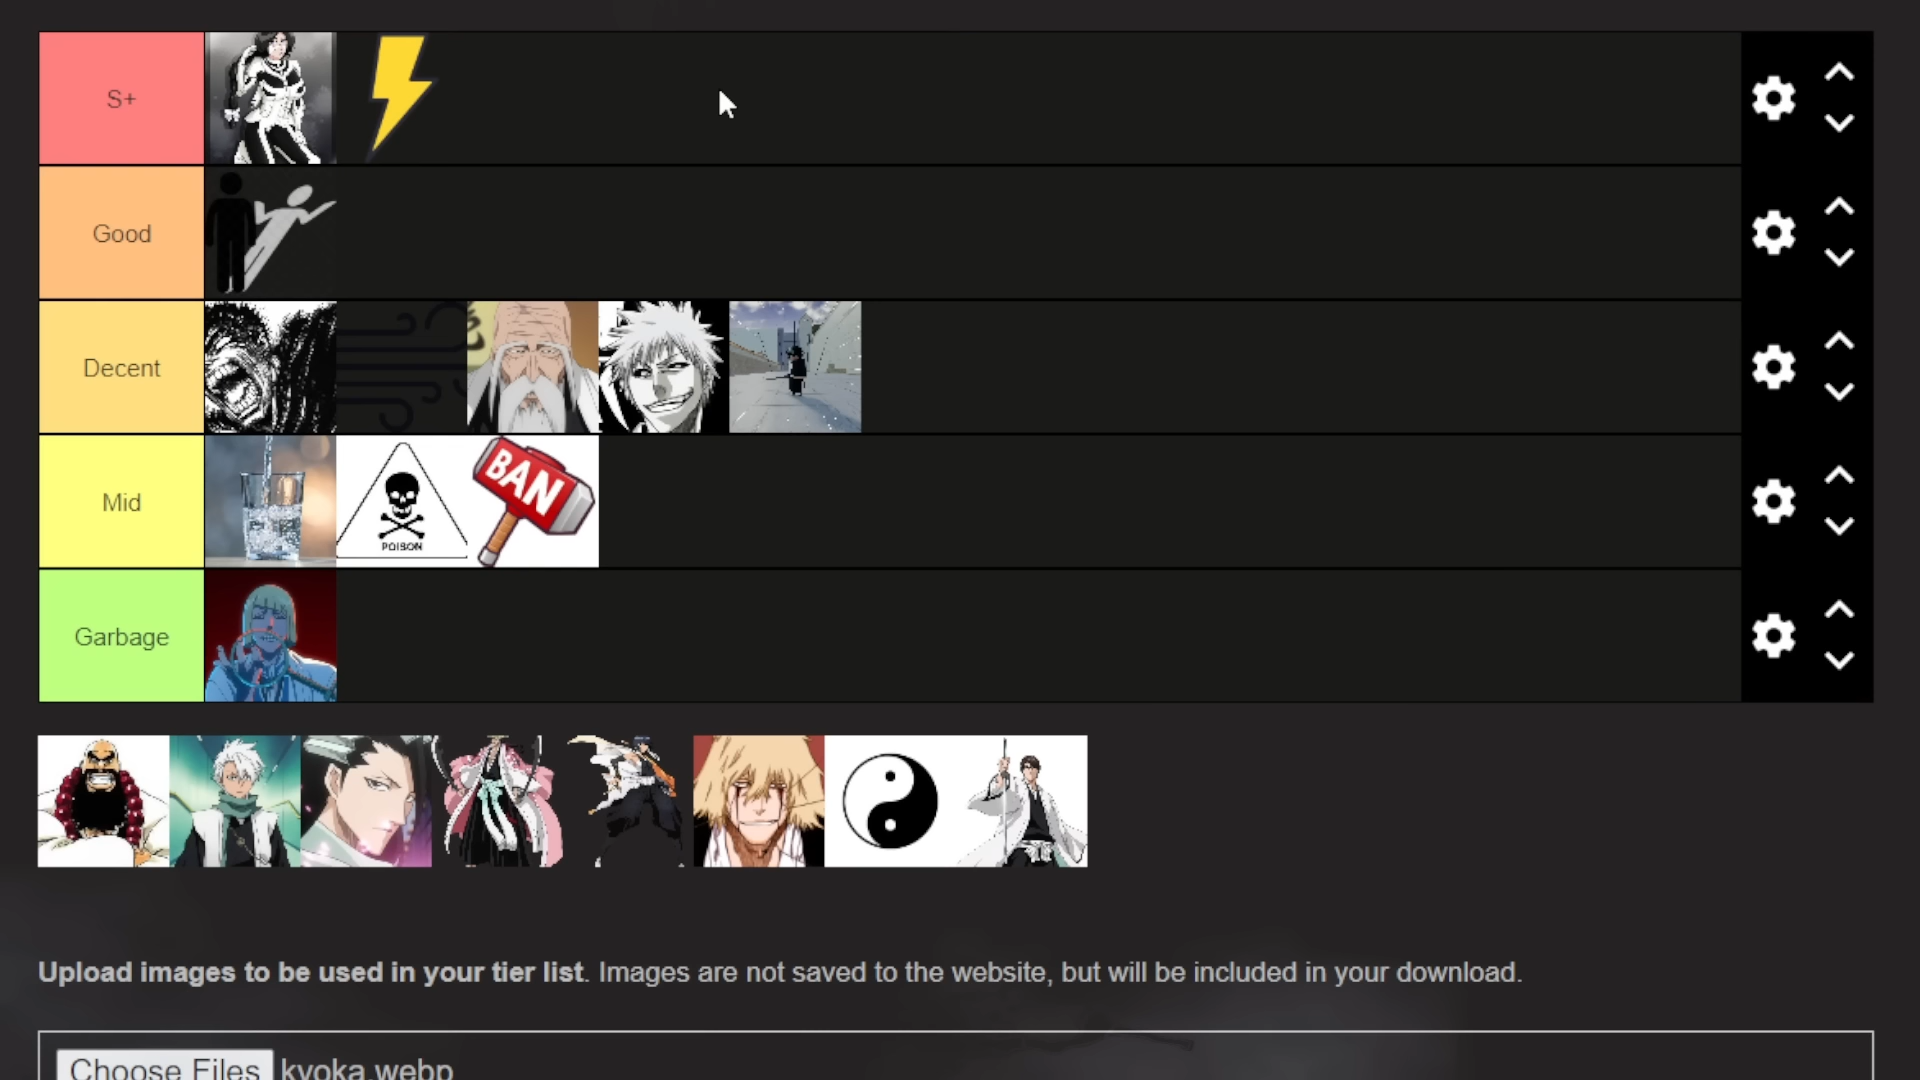 S+
Good
Decent
Mid
POISON
BAN
Garbage
Upload images to be used in your tier list. Images are not saved to the website, but will be included in your download.
Choose Files kyoka.webp